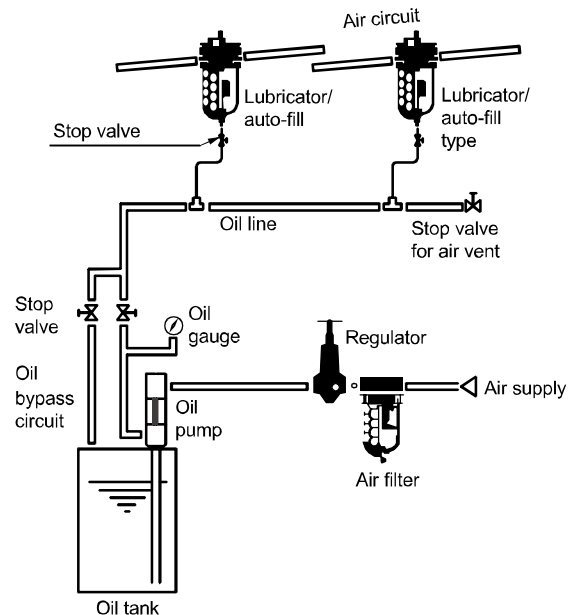 Air circuit
Lubricator/
auto-fill
Lubricator/
auto-fill
type
Stop valve
Oil line
Stop valve
for air vent
Stop
valve
Oil
gauge
Regulator
Oil
bypass
circuit
Oil
pump
Air supply
Air filter
Oil tank